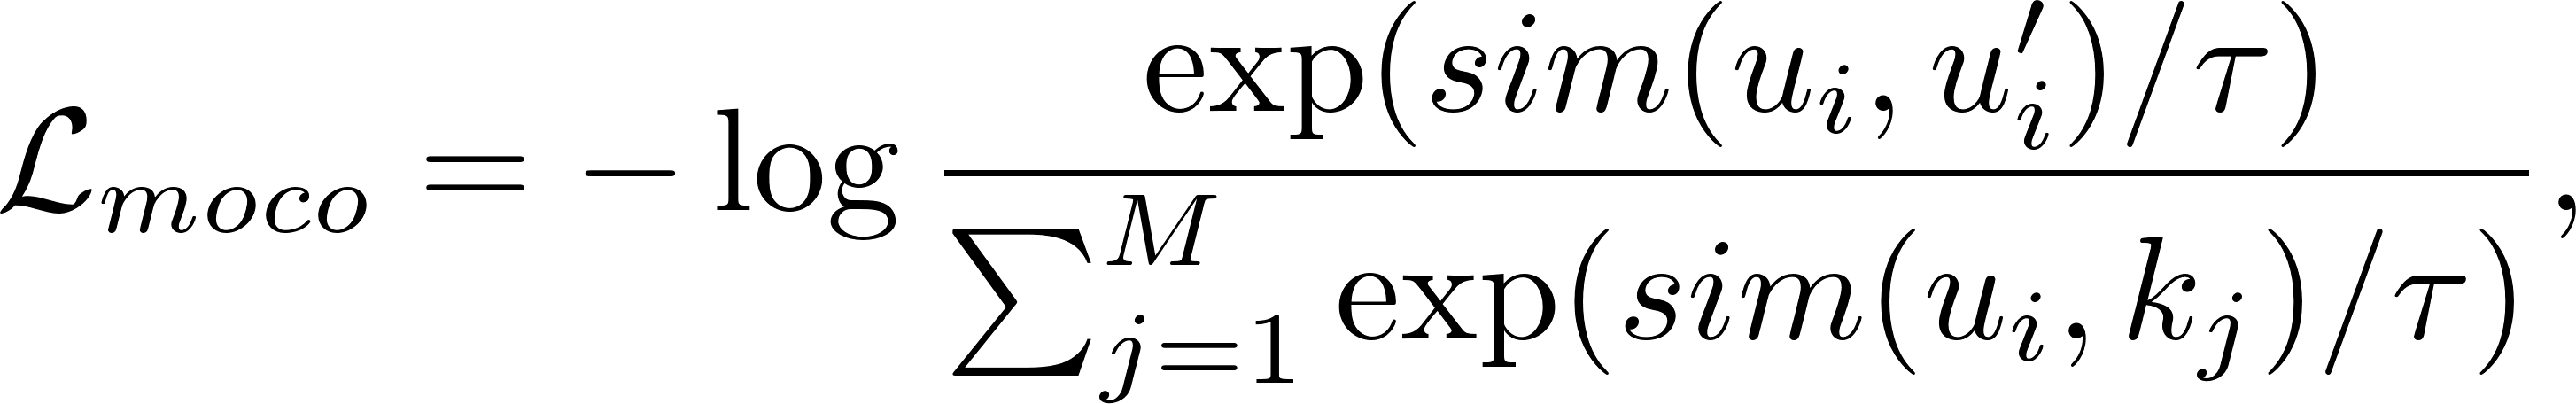 \mathcal{L}_{moco} = -\log \frac{\exp(sim(u_i, u_i')/\tau)}{\sum_{j=1}^{M} \exp(sim(u_i, k_j)/\tau)},